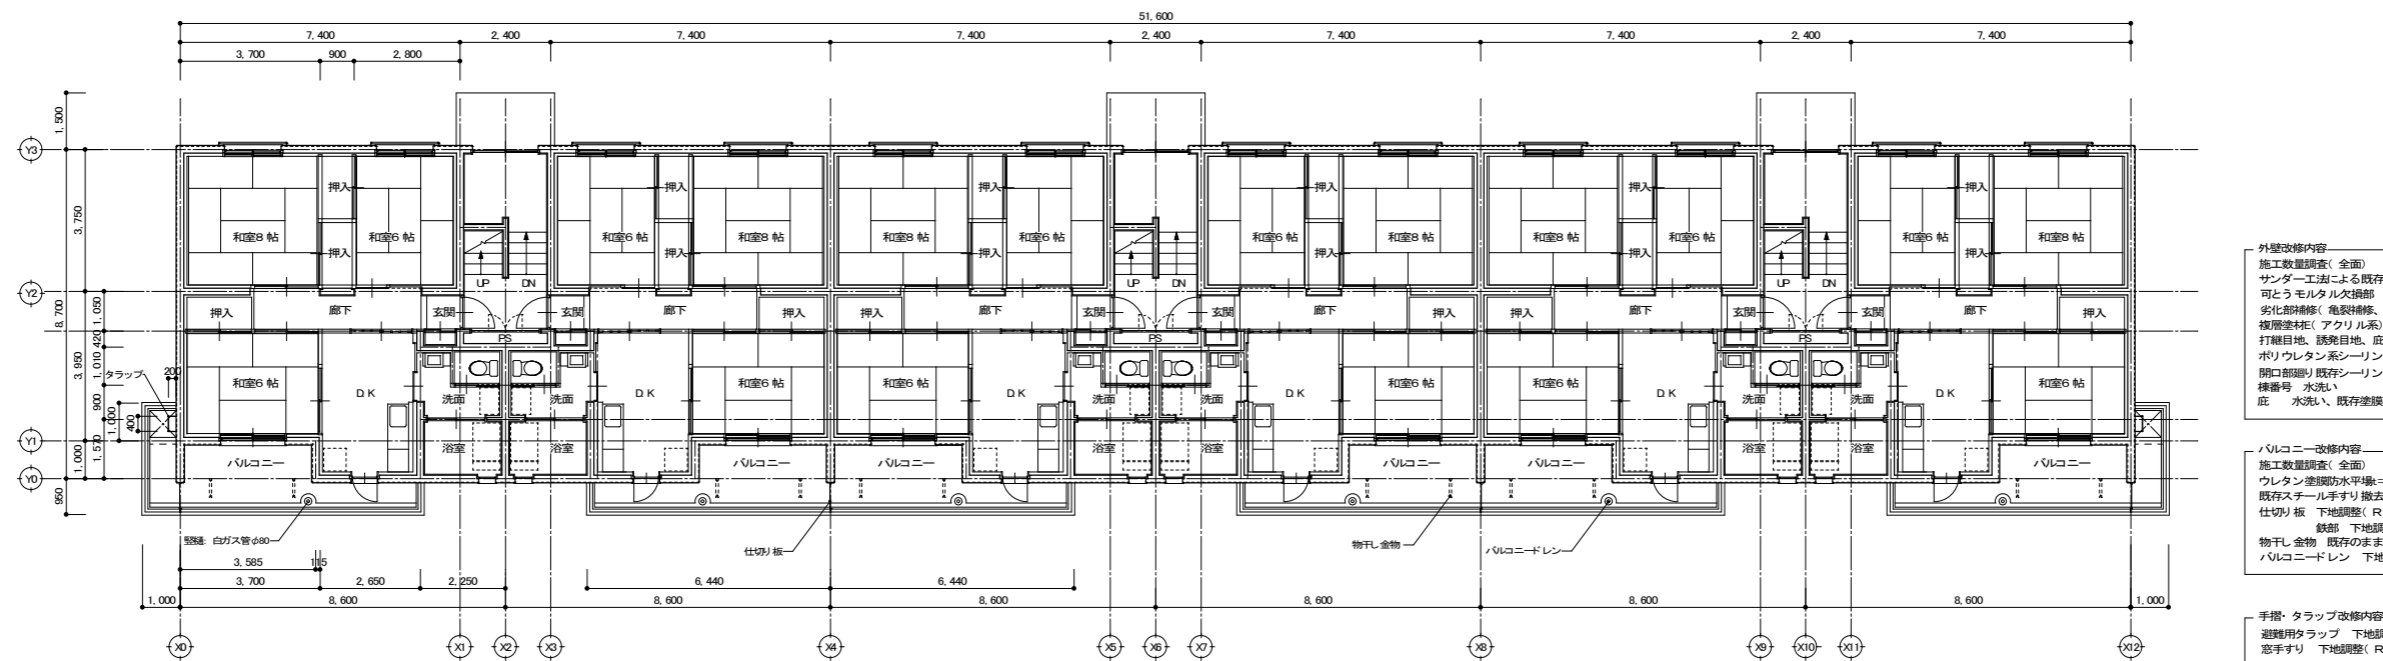 51,600
7,400 2,400 7,400 7,400 2,400 7,400 7,400 2,400 7,400
3,700 900 2,800
1,500
Y3
押入 押入 押入 押入 押入 押入
3,750
和室8帖 和室6帖 和室6帖 和室8帖 和室8帖 和室6帖 和室6帖 和室8帖 和室8帖 和室6帖 和室6帖 和室8帖
押入 押入 押入 押入 押入 押入
UP DN UP DN UP DN
Y2
8,700
1,050
押入 廊下 玄関 玄関 廊下 押入 押入 廊下 玄関 玄関 廊下 押入 押入 廊下 玄関 玄関 廊下 押入
420
PS PS PS
3,950
1,010
タラップ
200
和室6帖 DK 洗面 洗面 DK 和室6帖 和室6帖 DK 洗面 洗面 DK 和室6帖 和室6帖 DK 洗面 洗面 DK 和室6帖
900
1,000
400
Y1
1,570
1,000
浴室 浴室 浴室 浴室 浴室 浴室
バルコニー バルコニー バルコニー バルコニー バルコニー バルコニー
Y0
950
竪樋: 白ガス管φ80
仕切り板
物干し金物
バルコニードレン
3,585 115
3,700 2,650 2,250 6,440 6,440
1,000 8,600 8,600 8,600 8,600 8,600 8,600 1,000
X0 X1 X2 X3 X4 X5 X6 X7 X8 X9 X10 X11 X12
外壁改修内容
施工数量調査( 全面)
サンダー工法による既存
可とうモルタル欠損部
劣化部補修( 亀裂補修、
複層塗材E( アクリル系)
打継目地、誘発目地、庇
ポリウレタン系シーリン
開口部廻り既存シーリン
棟番号 水洗い
庇 水洗い、既存塗膜
バルコニー改修内容
施工数量調査( 全面)
ウレタン塗膜防水平場t=
既存スチール手すり撤去
仕切り板 下地調整( R
鉄部 下地調
物干し金物 既存のまま
バルコニードレン 下地
手摺・タラップ改修内容
避難用タラップ 下地調
窓手すり 下地調整( R